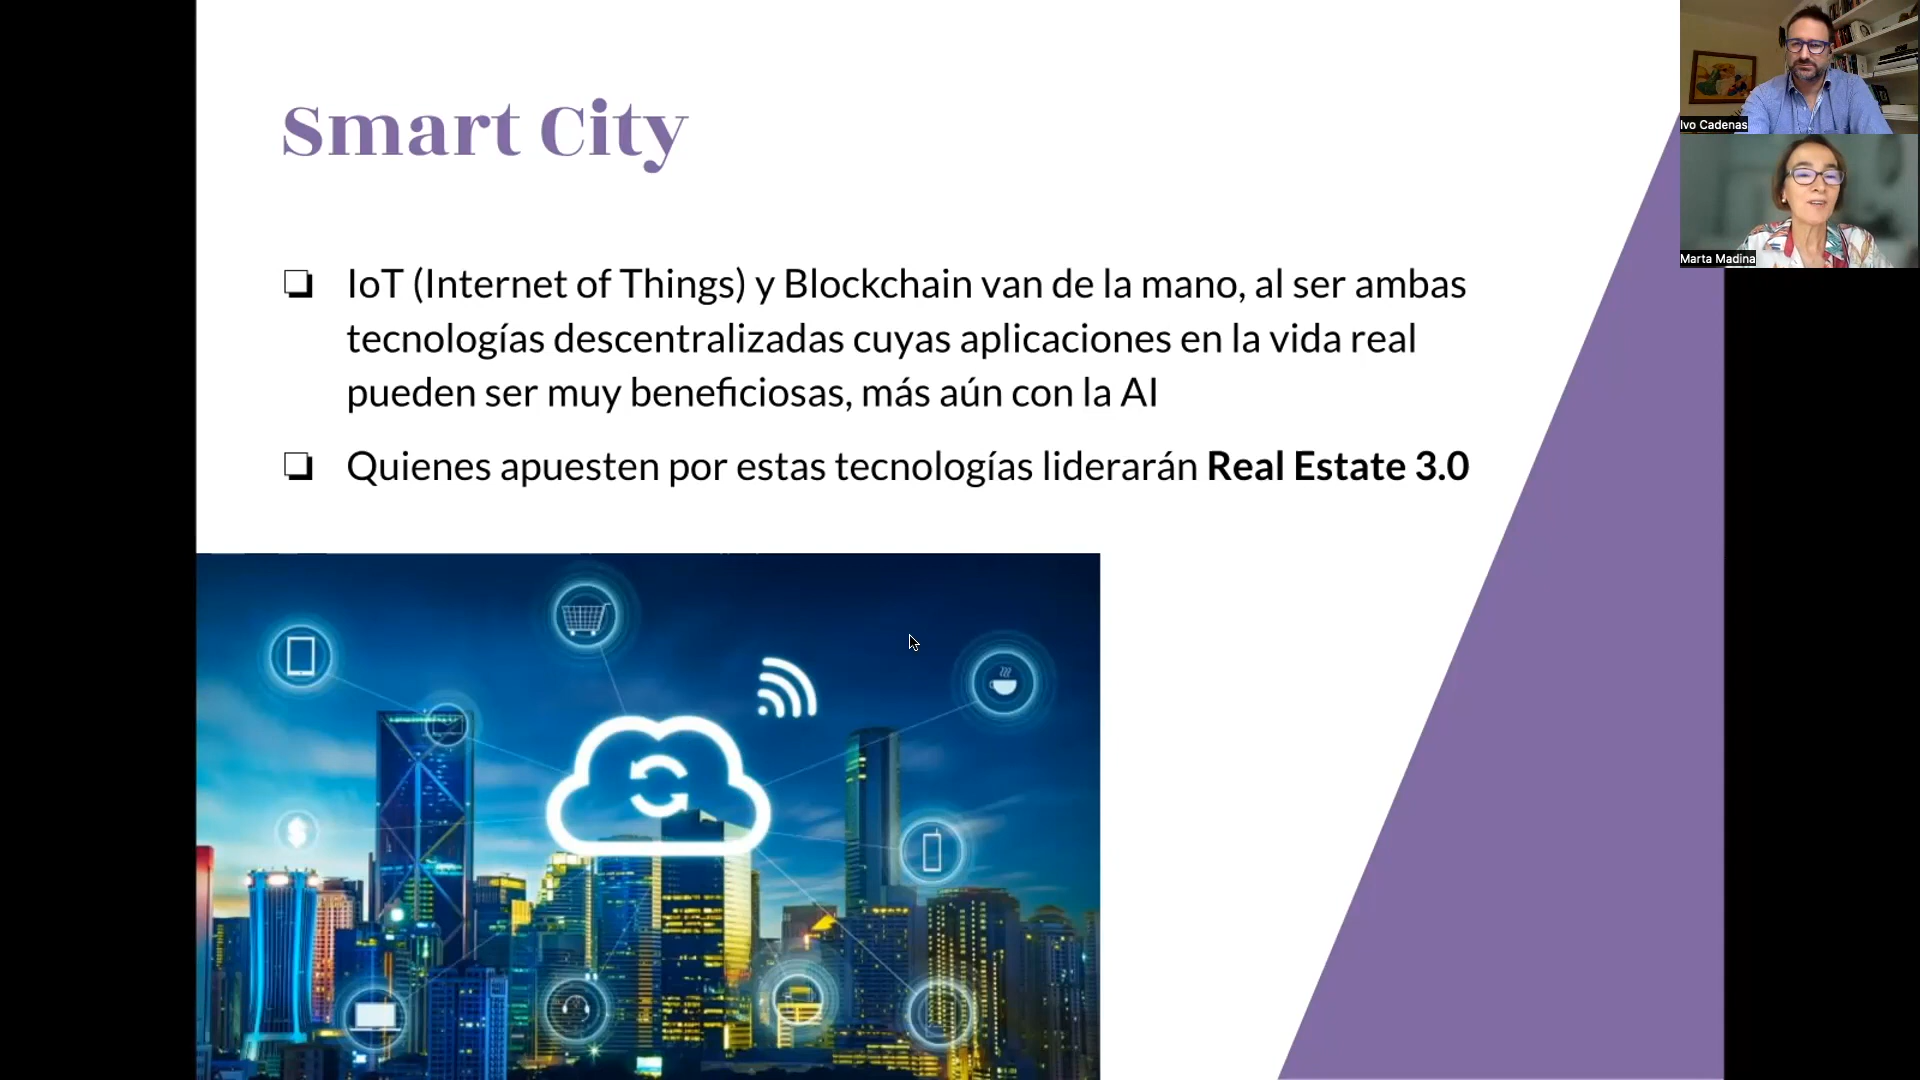 Smart City
IoT (Internet of Things) y Blockchain van de la mano, al ser ambas
tecnologías descentralizadas cuyas aplicaciones en la vida real
pueden ser muy beneficiosas, más aún con la AI
Quienes apuesten por estas tecnologías liderarán Real Estate 3.0
Ivo Cadenas
Marta Madina